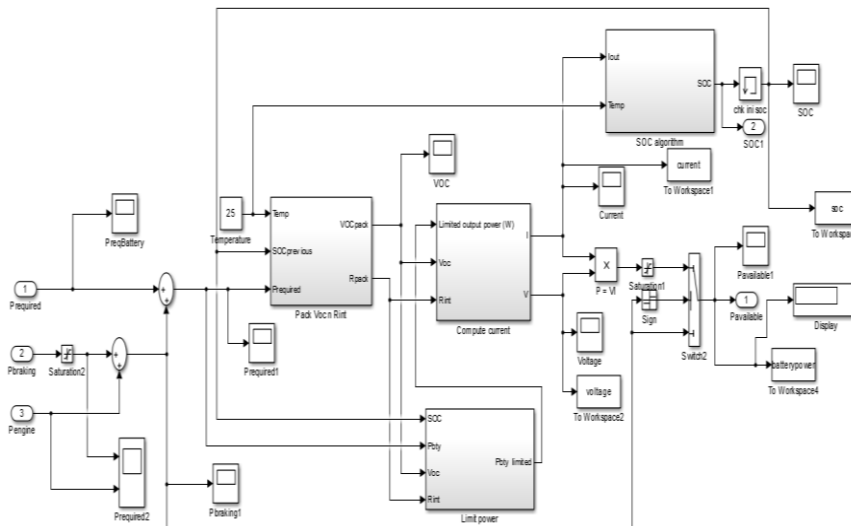 Iout
SOC
Temp
chk ini soc
SOC
2
SOC1
SOC algorithm
current
To Workspace1
VOC
Current
soc
To Workspac
PreqBattery
25
Temperature
Temp
VOCpack
SOCprevious
Rpack
Prequired
Pack Voc n Rint
Limited output power (W)
I
Voc
V
Rint
Compute current
X
P = VI
Saturation1
Sign
Switch2
Pavailable1
1
Pavailable
Display
batterypower
To Workspace4
1
Prequired
+
+
2
Pbraking
Saturation2
+
+
3
Pengine
Prequired1
Voltage
voltage
To Workspace2
SOC
Pbty
Pbty limited
Voc
Rint
Limit power
Prequired2
Pbraking1